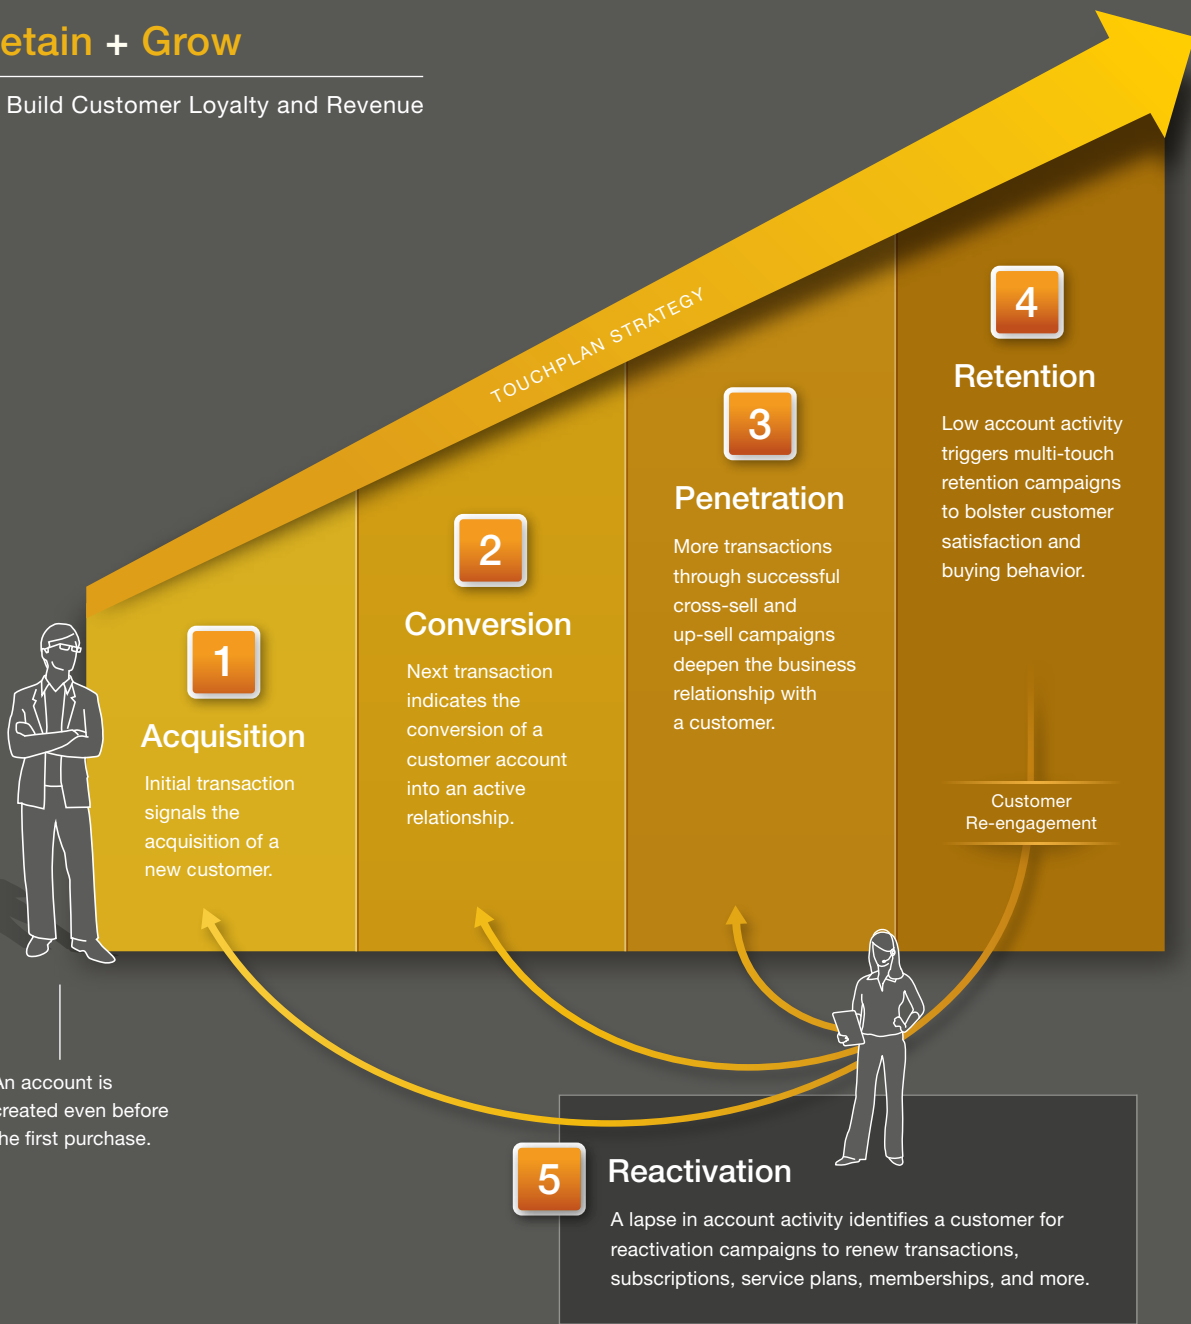 etain + Grow
Build Customer Loyalty and Revenue
TOUCHPLAN STRATEGY
1
Acquisition
Initial transaction
signals the
acquisition of a
new customer.
2
Conversion
Next transaction
indicates the
conversion of a
customer account
into an active
relationship.
3
Penetration
More transactions
through successful
cross-sell and
up-sell campaigns
deepen the business
relationship with
a customer.
4
Retention
Low account activity
triggers multi-touch
retention campaigns
to bolster customer
satisfaction and
buying behavior.
Customer
Re-engagement
An account is
created even before
the first purchase.
5
Reactivation
A lapse in account activity identifies a customer for
reactivation campaigns to renew transactions,
subscriptions, service plans, memberships, and more.